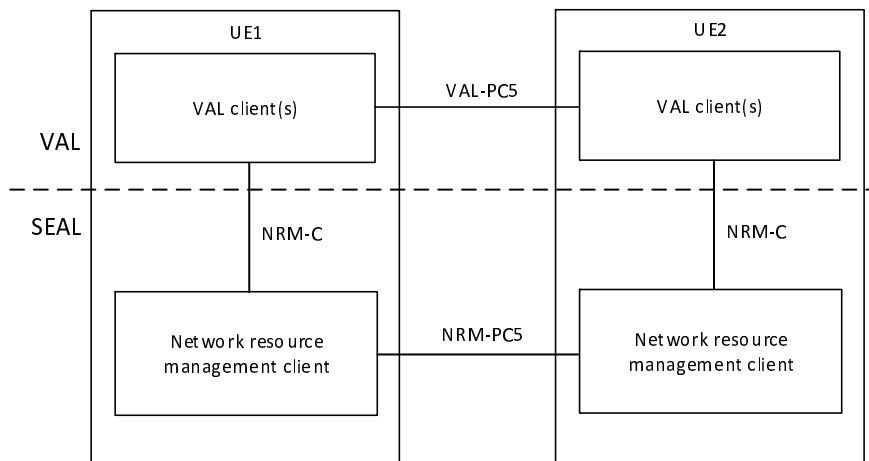 UE1
UE2
VAL client(s)
VAL-PC5
VAL client(s)
VAL
SEAL
NRM-C
NRM-C
Network resource
management client
NRM-PC5
Network resource
management client